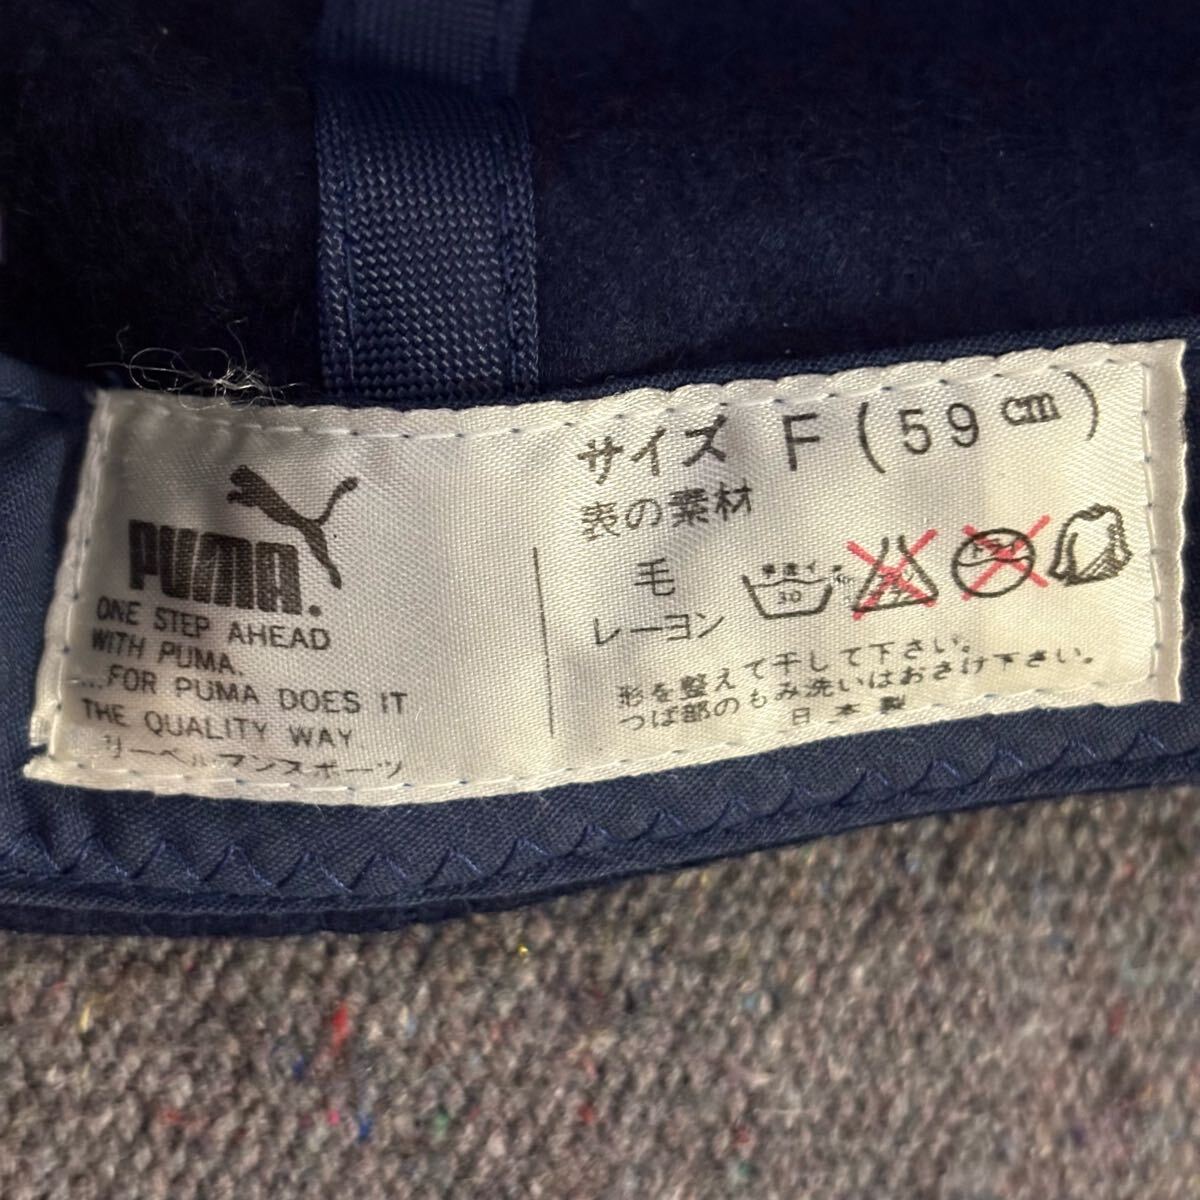 PUMA.
ONE STEP AHEAD
WITH PUMA.
...FOR PUMA DOES IT
THE QUALITY WAY
リーベルマンスポーツ
サイズ F(59cm)
表の素材
毛
レーヨン
30
形を整えて干して下さい。
つば部のもみ洗いはおさけ下さい。
日本製